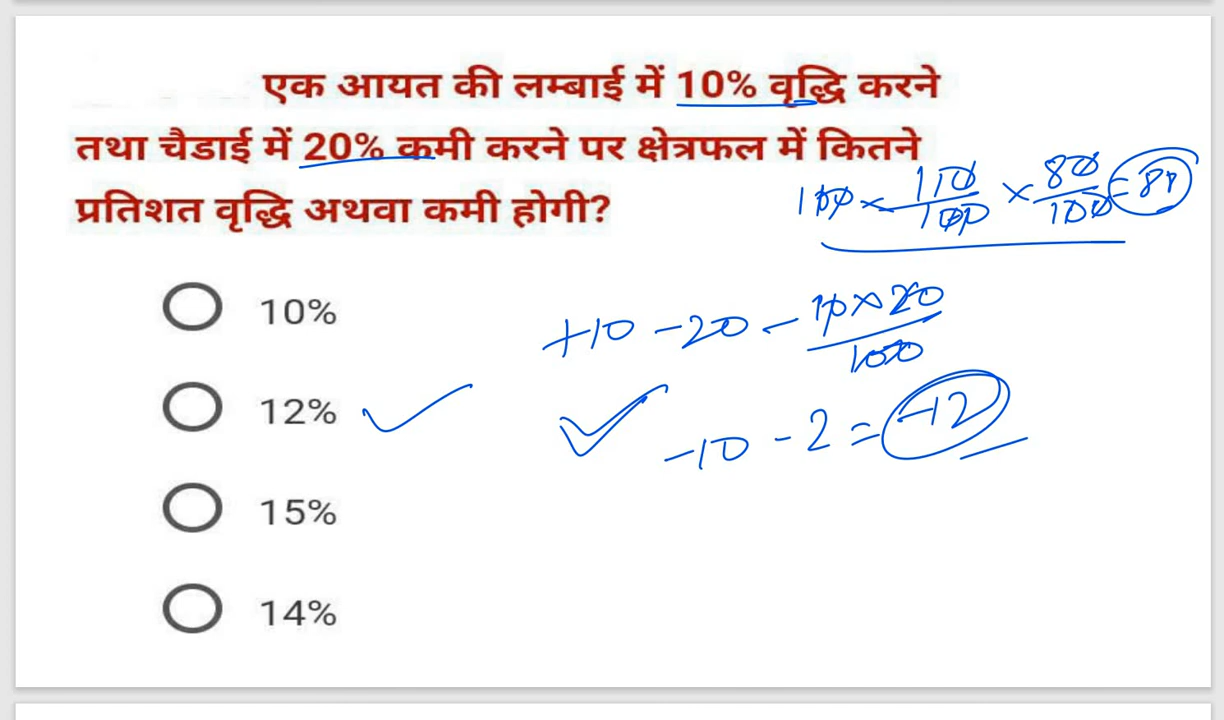 एक आयत की लम्बाई में 10% वृद्धि करने
तथा चैडाई में 20% कमी करने पर क्षेत्रफल में कितने
प्रतिशत वृद्धि अथवा कमी होगी?
100 × 110/100 × 80/100 = 88
10%
+10 -20 - 10×20/100
12%
-10 - 2 = -12
15%
14%